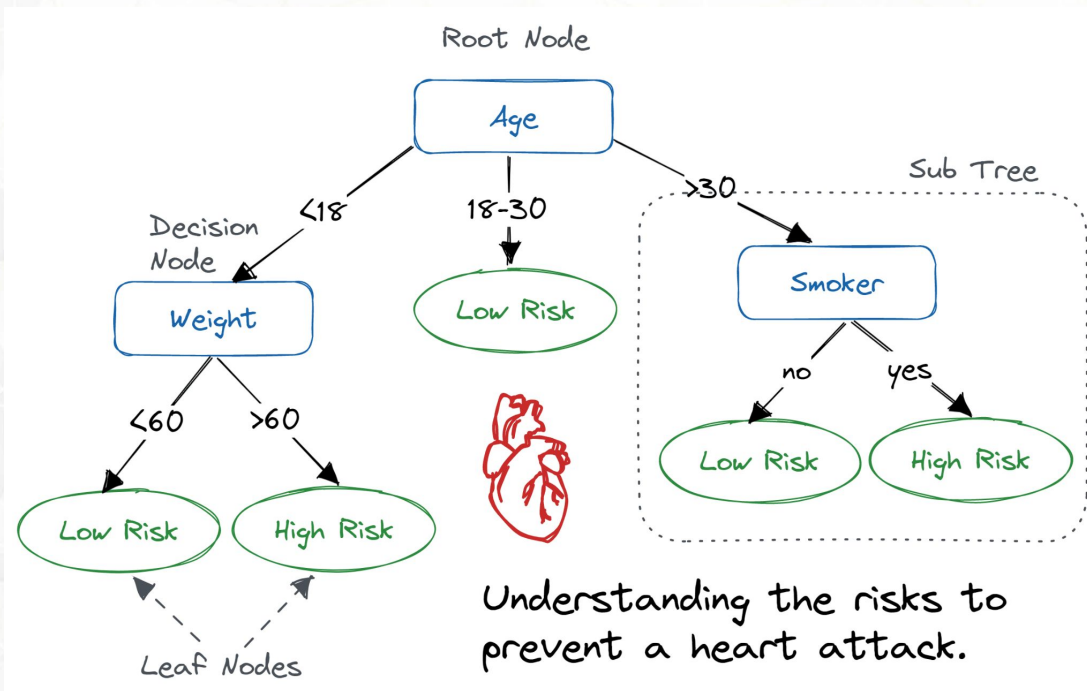 Root Node
Age
<18
18-30
>30
Sub Tree
Decision
Node
Weight
Low Risk
Smoker
<60
>60
no
yes
Low Risk
High Risk
Low Risk
High Risk
Leaf Nodes
Understanding the risks to
prevent a heart attack.